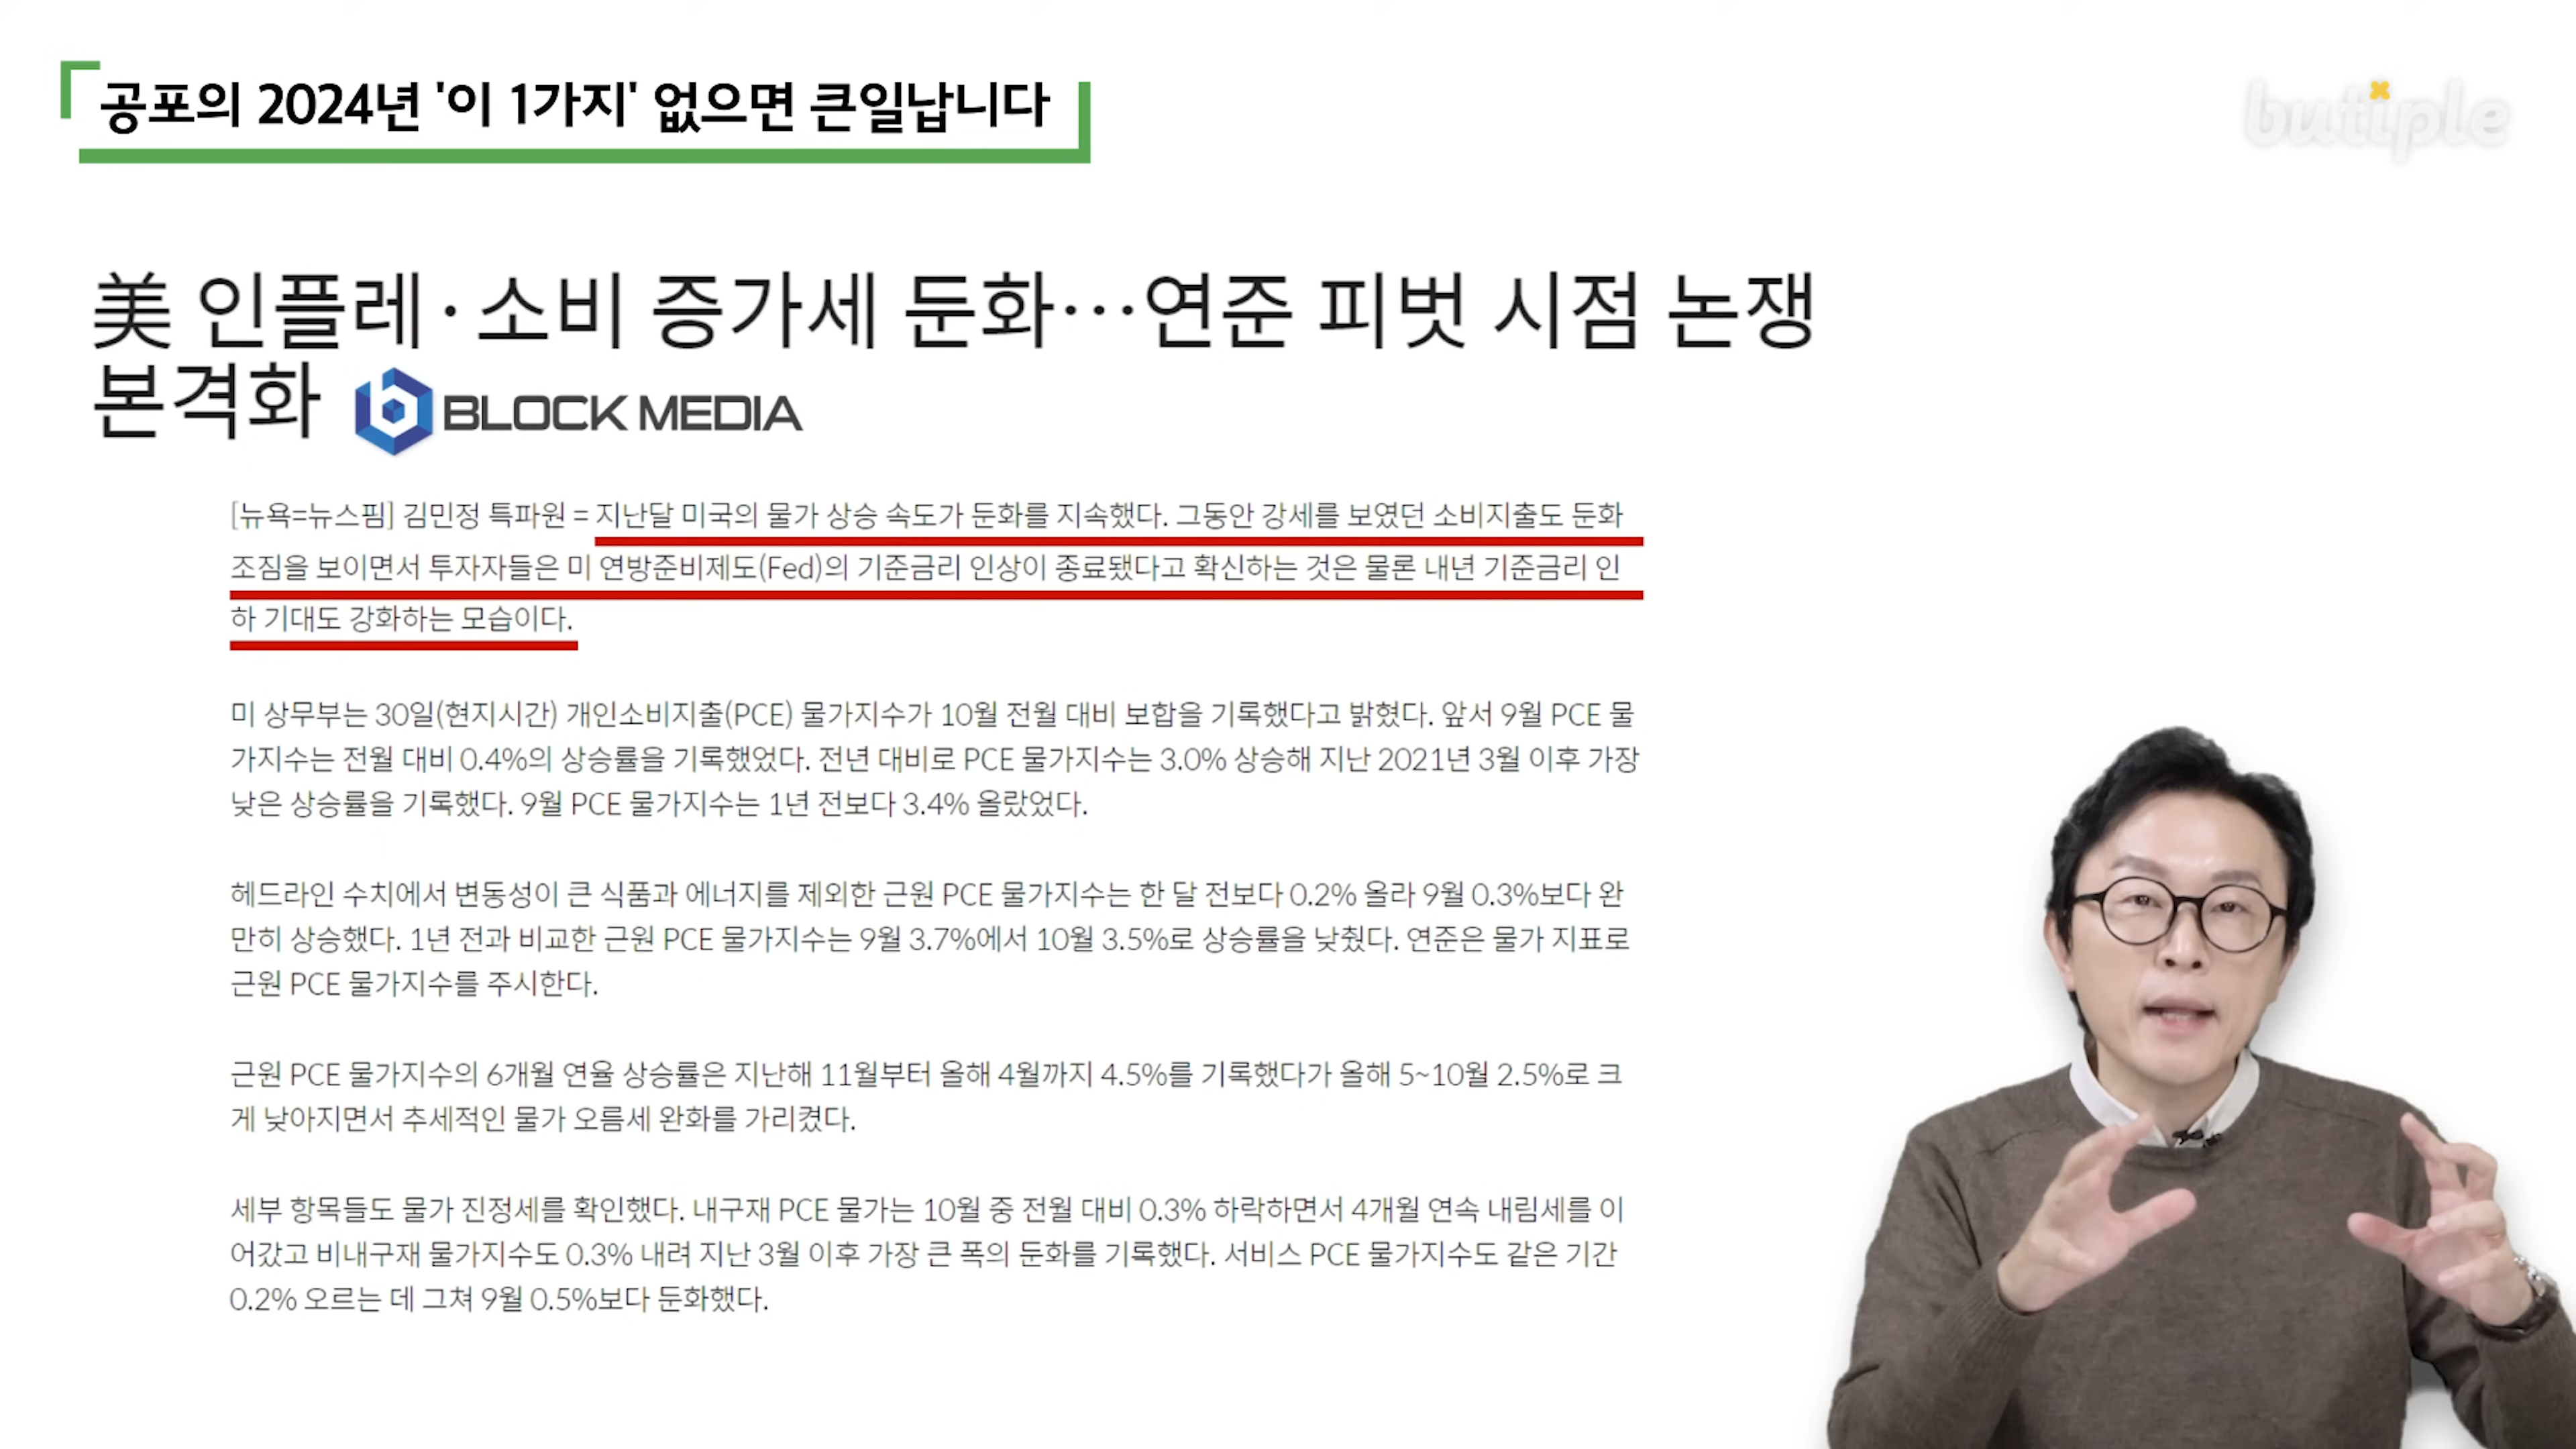 공포의 2024년 '이 1가지' 없으면 큰일납니다
butiple
美 인플레·소비 증가세 둔화…연준 피벗 시점 논쟁
본격화 BLOCK MEDIA
[뉴욕=뉴스핌] 김민정 특파원 = 지난달 미국의 물가 상승 속도가 둔화를 지속했다. 그동안 강세를 보였던 소비지출도 둔화
조짐을 보이면서 투자자들은 미 연방준비제도(Fed)의 기준금리 인상이 종료됐다고 확신하는 것은 물론 내년 기준금리 인
하 기대도 강화하는 모습이다.
미 상무부는 30일(현지시간) 개인소비지출(PCE) 물가지수가 10월 전월 대비 보합을 기록했다고 밝혔다. 앞서 9월 PCE 물
가지수는 전월 대비 0.4%의 상승률을 기록했었다. 전년 대비로 PCE 물가지수는 3.0% 상승해 지난 2021년 3월 이후 가장
낮은 상승률을 기록했다. 9월 PCE 물가지수는 1년 전보다 3.4% 올랐었다.
헤드라인 수치에서 변동성이 큰 식품과 에너지를 제외한 근원 PCE 물가지수는 한 달 전보다 0.2% 올라 9월 0.3%보다 완
만히 상승했다. 1년 전과 비교한 근원 PCE 물가지수는 9월 3.7%에서 10월 3.5%로 상승률을 낮췄다. 연준은 물가 지표로
근원 PCE 물가지수를 주시한다.
근원 PCE 물가지수의 6개월 연율 상승률은 지난해 11월부터 올해 4월까지 4.5%를 기록했다가 올해 5~10월 2.5%로 크
게 낮아지면서 추세적인 물가 오름세 완화를 가리켰다.
세부 항목들도 물가 진정세를 확인했다. 내구재 PCE 물가는 10월 중 전월 대비 0.3% 하락하면서 4개월 연속 내림세를 이
어갔고 비내구재 물가지수도 0.3% 내려 지난 3월 이후 가장 큰 폭의 둔화를 기록했다. 서비스 PCE 물가지수도 같은 기간
0.2% 오르는 데 그쳐 9월 0.5%보다 둔화했다.